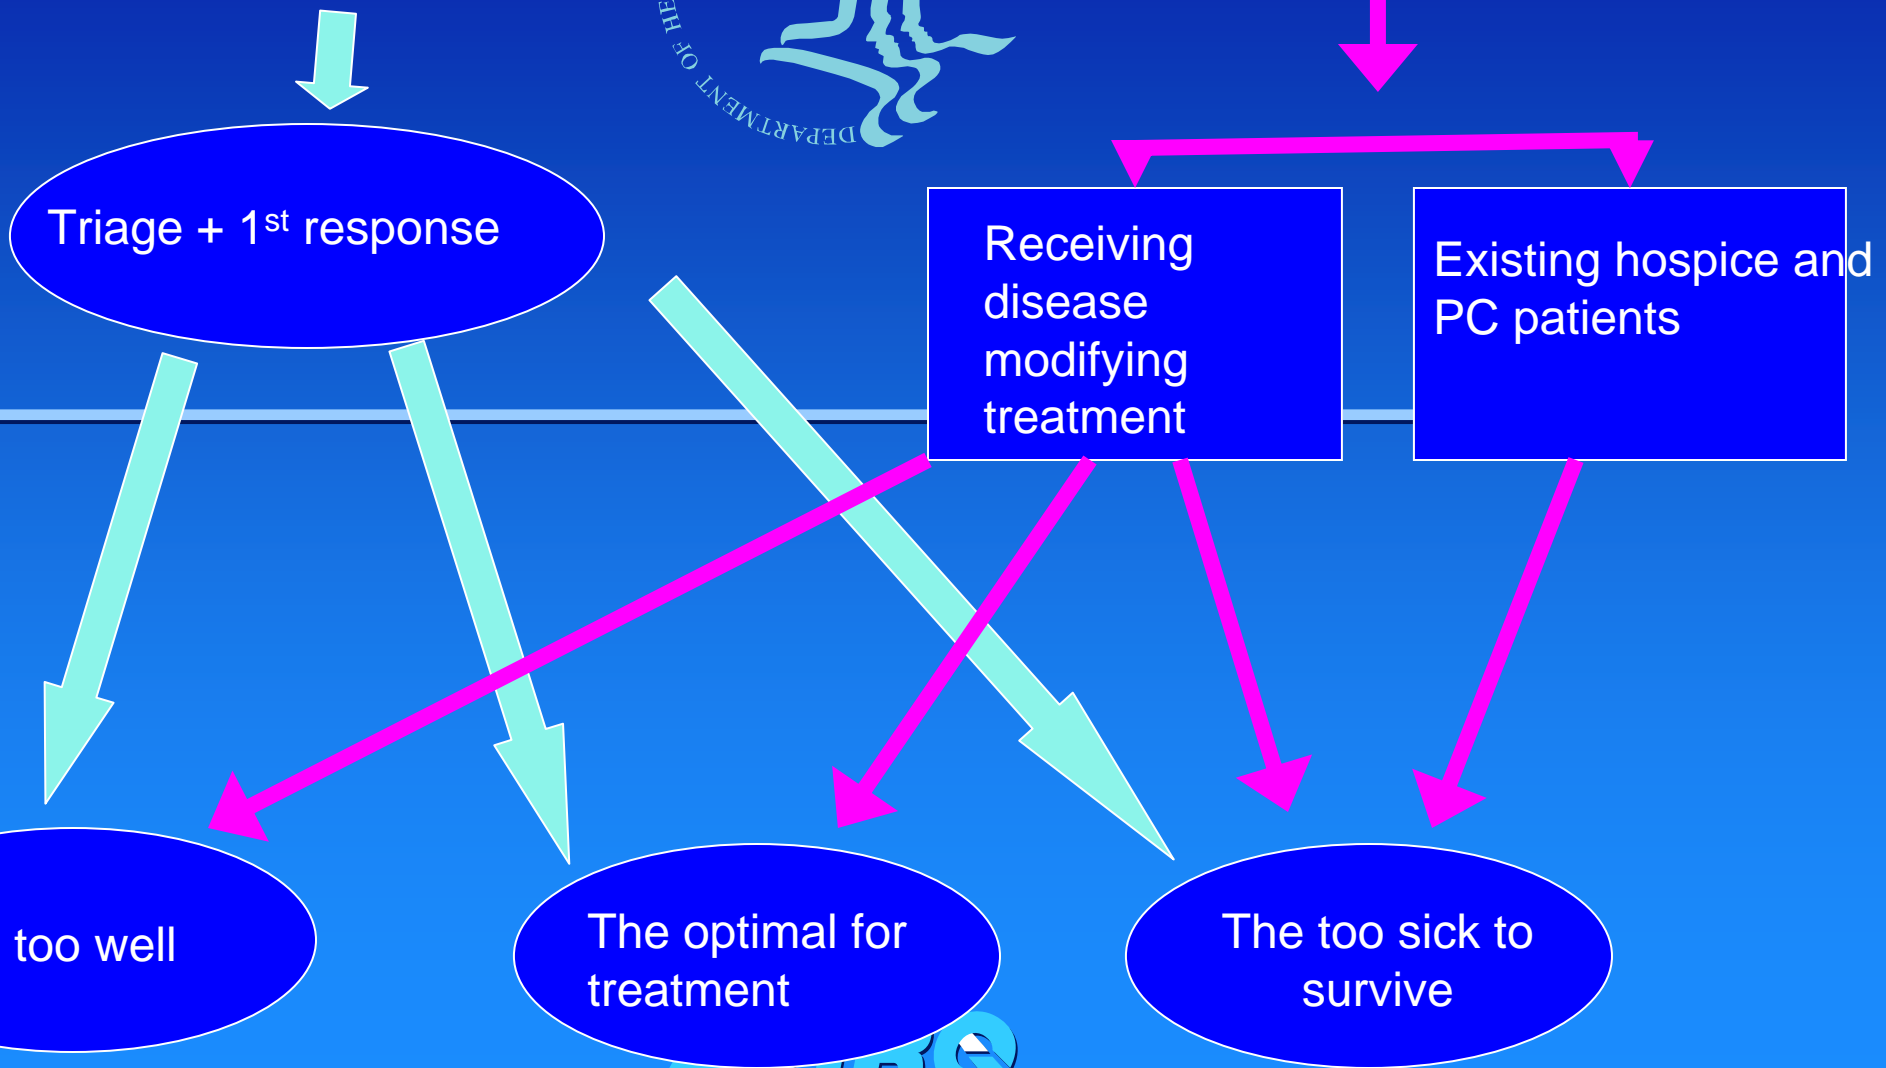 DEPARTMENT OF HE
Triage + 1st response
Receiving
disease
modifying
treatment
Existing hospice and
PC patients
too well
The optimal for
treatment
The too sick to
survive